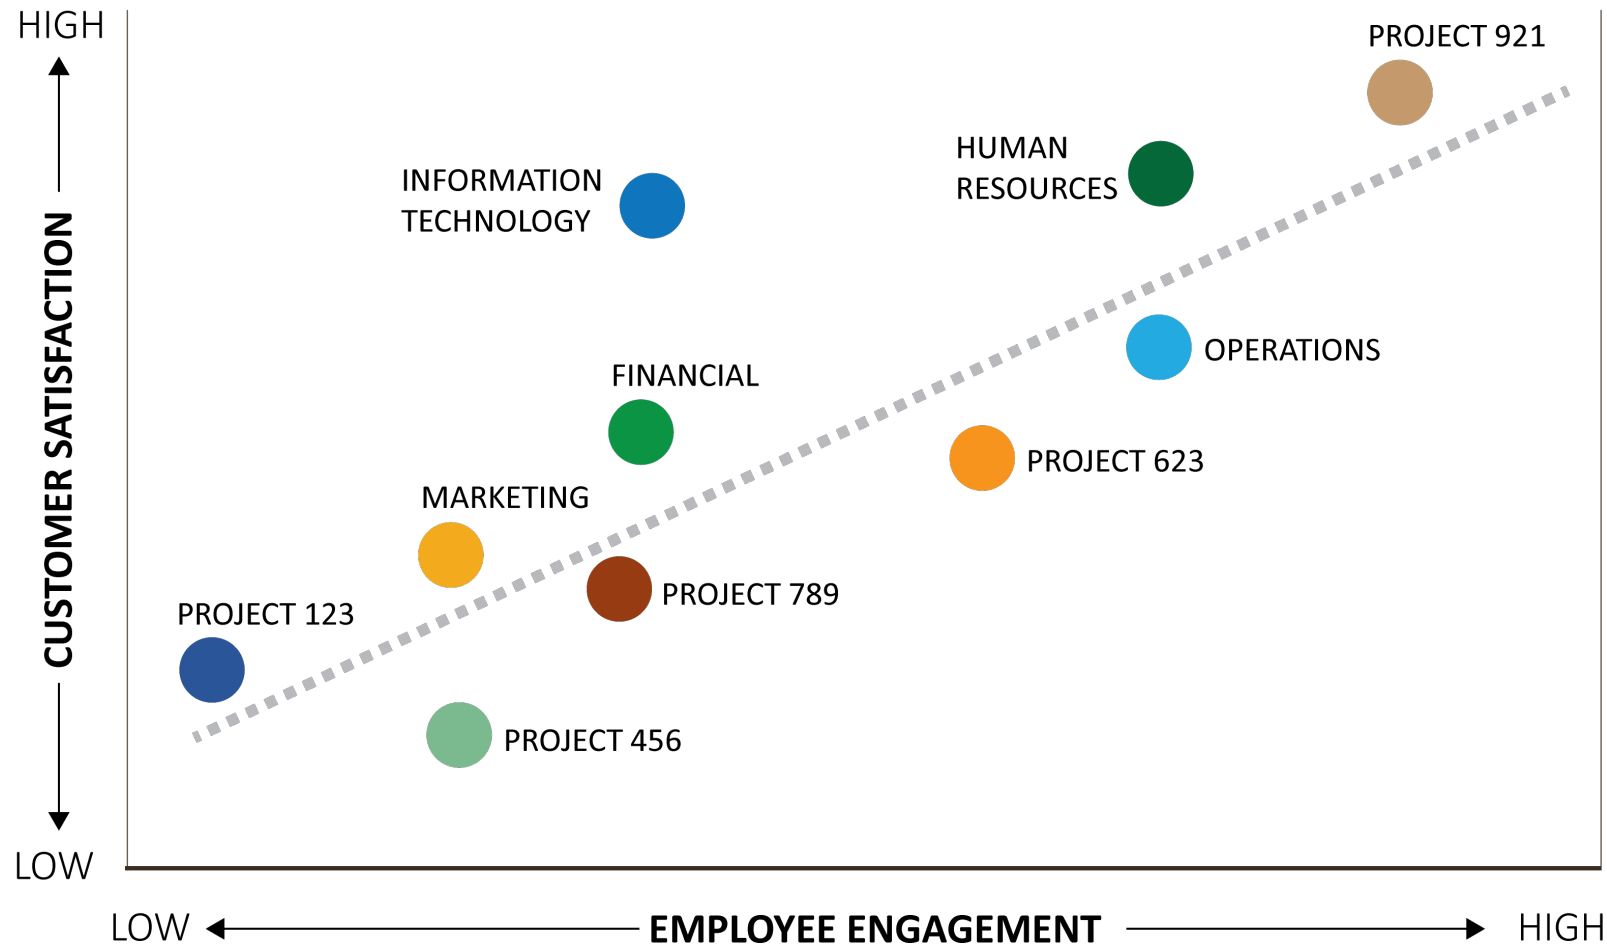 HIGH
PROJECT 921
HUMAN
RESOURCES
INFORMATION
TECHNOLOGY
CUSTOMER SATISFACTION
OPERATIONS
FINANCIAL
PROJECT 623
MARKETING
PROJECT 789
PROJECT 123
PROJECT 456
LOW
LOW
EMPLOYEE ENGAGEMENT
HIGH